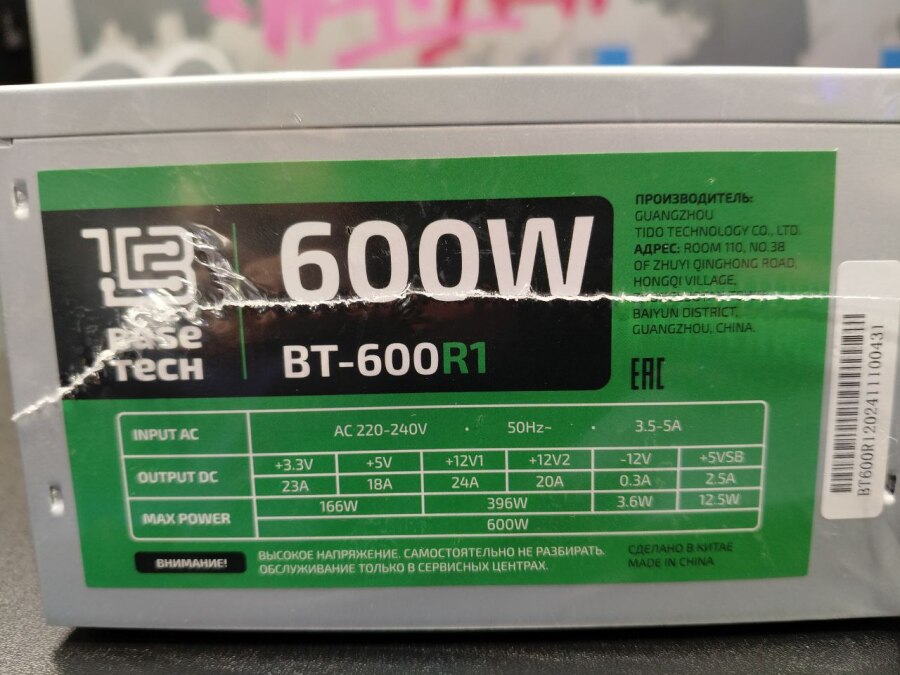 BASE
TECH
600W
BT-600R1
ПРОИЗВОДИТЕЛЬ:
GUANGZHOU
TIDO TECHNOLOGY CO., LTD.
АДРЕС: ROOM 110, NO.38
OF ZHUYI QINGHONG ROAD,
HONGQI VILLAGE,
BAIYUN DISTRICT,
GUANGZHOU, CHINA.
EAC
INPUT AC AC 220-240V · 50Hz~ · 3.5-5A
OUTPUT DC +3.3V +5V +12V1 +12V2 -12V +5VSB
23A 18A 24A 20A 0.3A 2.5A
MAX POWER 166W 396W 3.6W 12.5W
600W
ВНИМАНИЕ!
ВЫСОКОЕ НАПРЯЖЕНИЕ. САМОСТОЯТЕЛЬНО НЕ РАЗБИРАТЬ.
ОБСЛУЖИВАНИЕ ТОЛЬКО В СЕРВИСНЫХ ЦЕНТРАХ.
СДЕЛАНО В КИТАЕ
MADE IN CHINA
BT600R1202411100431